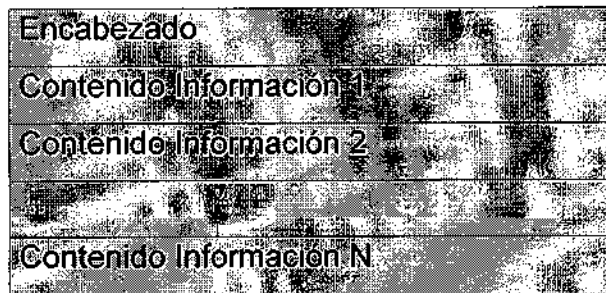 Encabezado
Contenido Información 1
Contenido Información 2
Contenido Información N